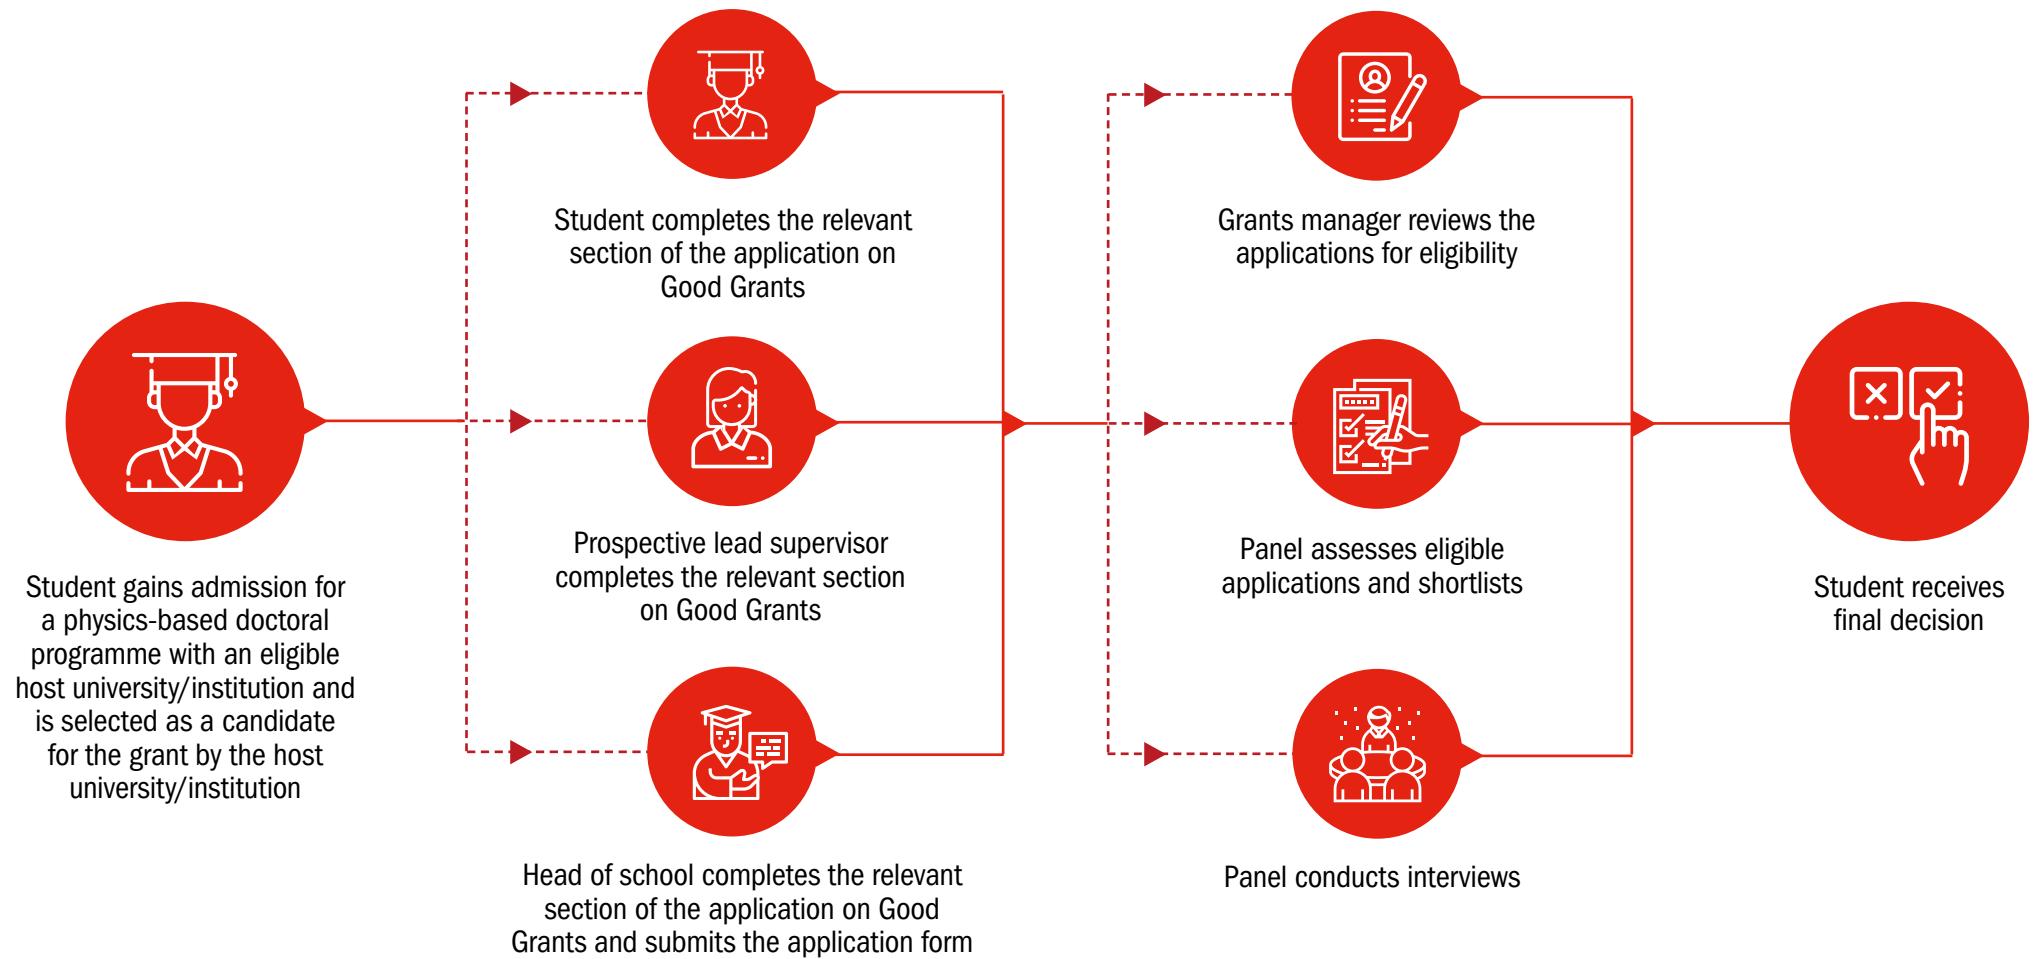 Student gains admission for
a physics-based doctoral
programme with an eligible
host university/institution and
is selected as a candidate
for the grant by the host
university/institution
Student completes the relevant
section of the application on
Good Grants
Prospective lead supervisor
completes the relevant section
on Good Grants
Head of school completes the relevant
section of the application on Good
Grants and submits the application form
Grants manager reviews the
applications for eligibility
Panel assesses eligible
applications and shortlists
Panel conducts interviews
Student receives
final decision